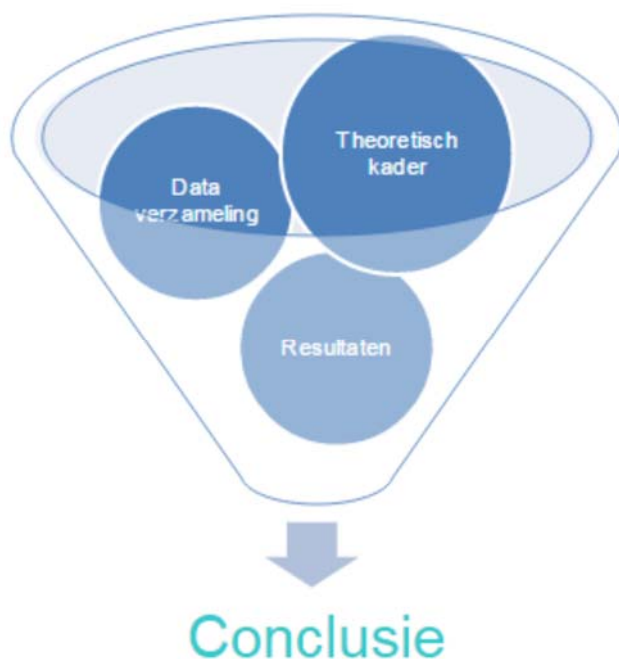 Theoretisch
kader
Data
verzameling
Resultaten
Conclusie